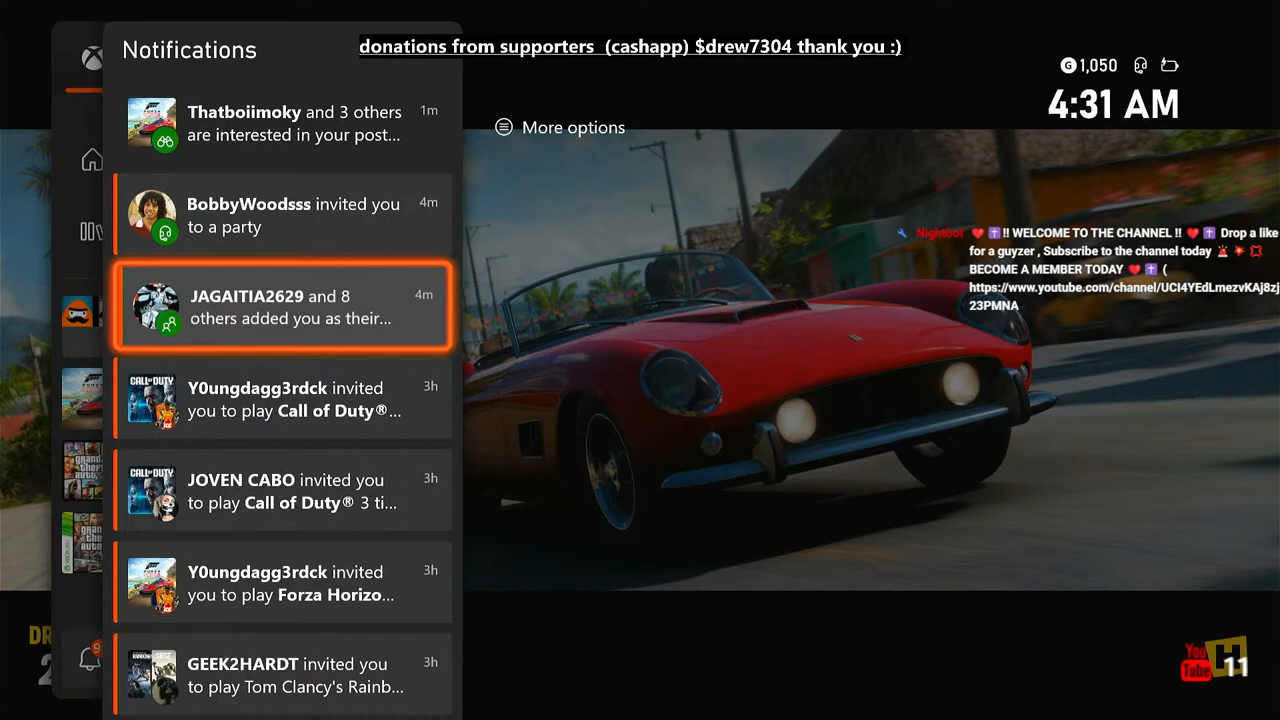 Notifications
donations from supporters (cashapp) $drew7304 thank you :)
G 1,050
4:31 AM
More options
Thatboiimoky and 3 others 1m
are interested in your post...
BobbyWoodsss invited you 4m
to a party
JAGAITIA2629 and 8 4m
others added you as their...
Y0ungdagg3rdck invited 3h
you to play Call of Duty®...
JOVEN CABO invited you 3h
to play Call of Duty® 3 ti...
Y0ungdagg3rdck invited 3h
you to play Forza Horizo...
GEEK2HARDT invited you 3h
to play Tom Clancy's Rainb...
Nightbot ❤️ ✝️ !! WELCOME TO THE CHANNEL !! ❤️ ✝️ Drop a like
for a guyzer , Subscribe to the channel today 🚨 💥 💢
BECOME A MEMBER TODAY ❤️ ✝️ (
https://www.youtube.com/channel/UCI4YEdLmezvKAj8zj
23PMNA
CALL OF DUTY
CALL OF DUTY
9
DR
2
You
Tube
H
11